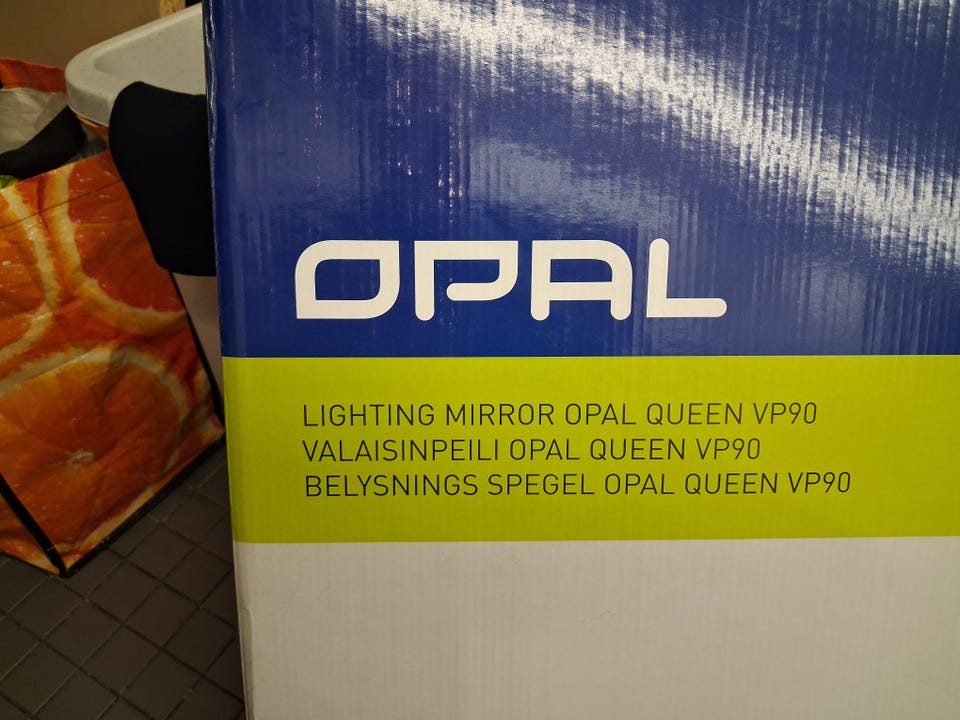 OPAL
LIGHTING MIRROR OPAL QUEEN VP90
VALAISINPEILI OPAL QUEEN VP90
BELYSNINGS SPEGEL OPAL QUEEN VP90